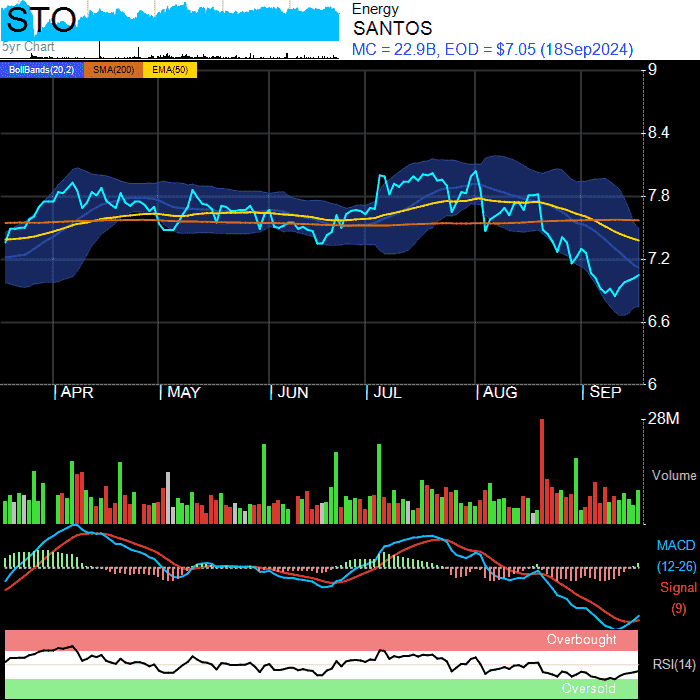 STO
5yr Chart
Energy
SANTOS
MC = 22.9B, EOD = $7.05 (18Sep2024)
BollBands(20,2) SMA(200) EMA(50)
9
8.4
7.8
7.2
6.6
6
APR MAY JUN JUL AUG SEP
28M
Volume
MACD
(12-26)
Signal
(9)
Overbought
RSI(14)
Oversold